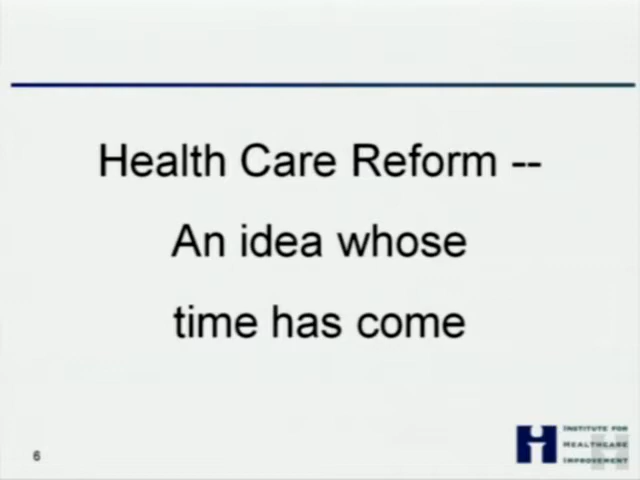 Health Care Reform --
An idea whose
time has come
6
INSTITUTE FOR
HEALTHCARE
IMPROVEMENT